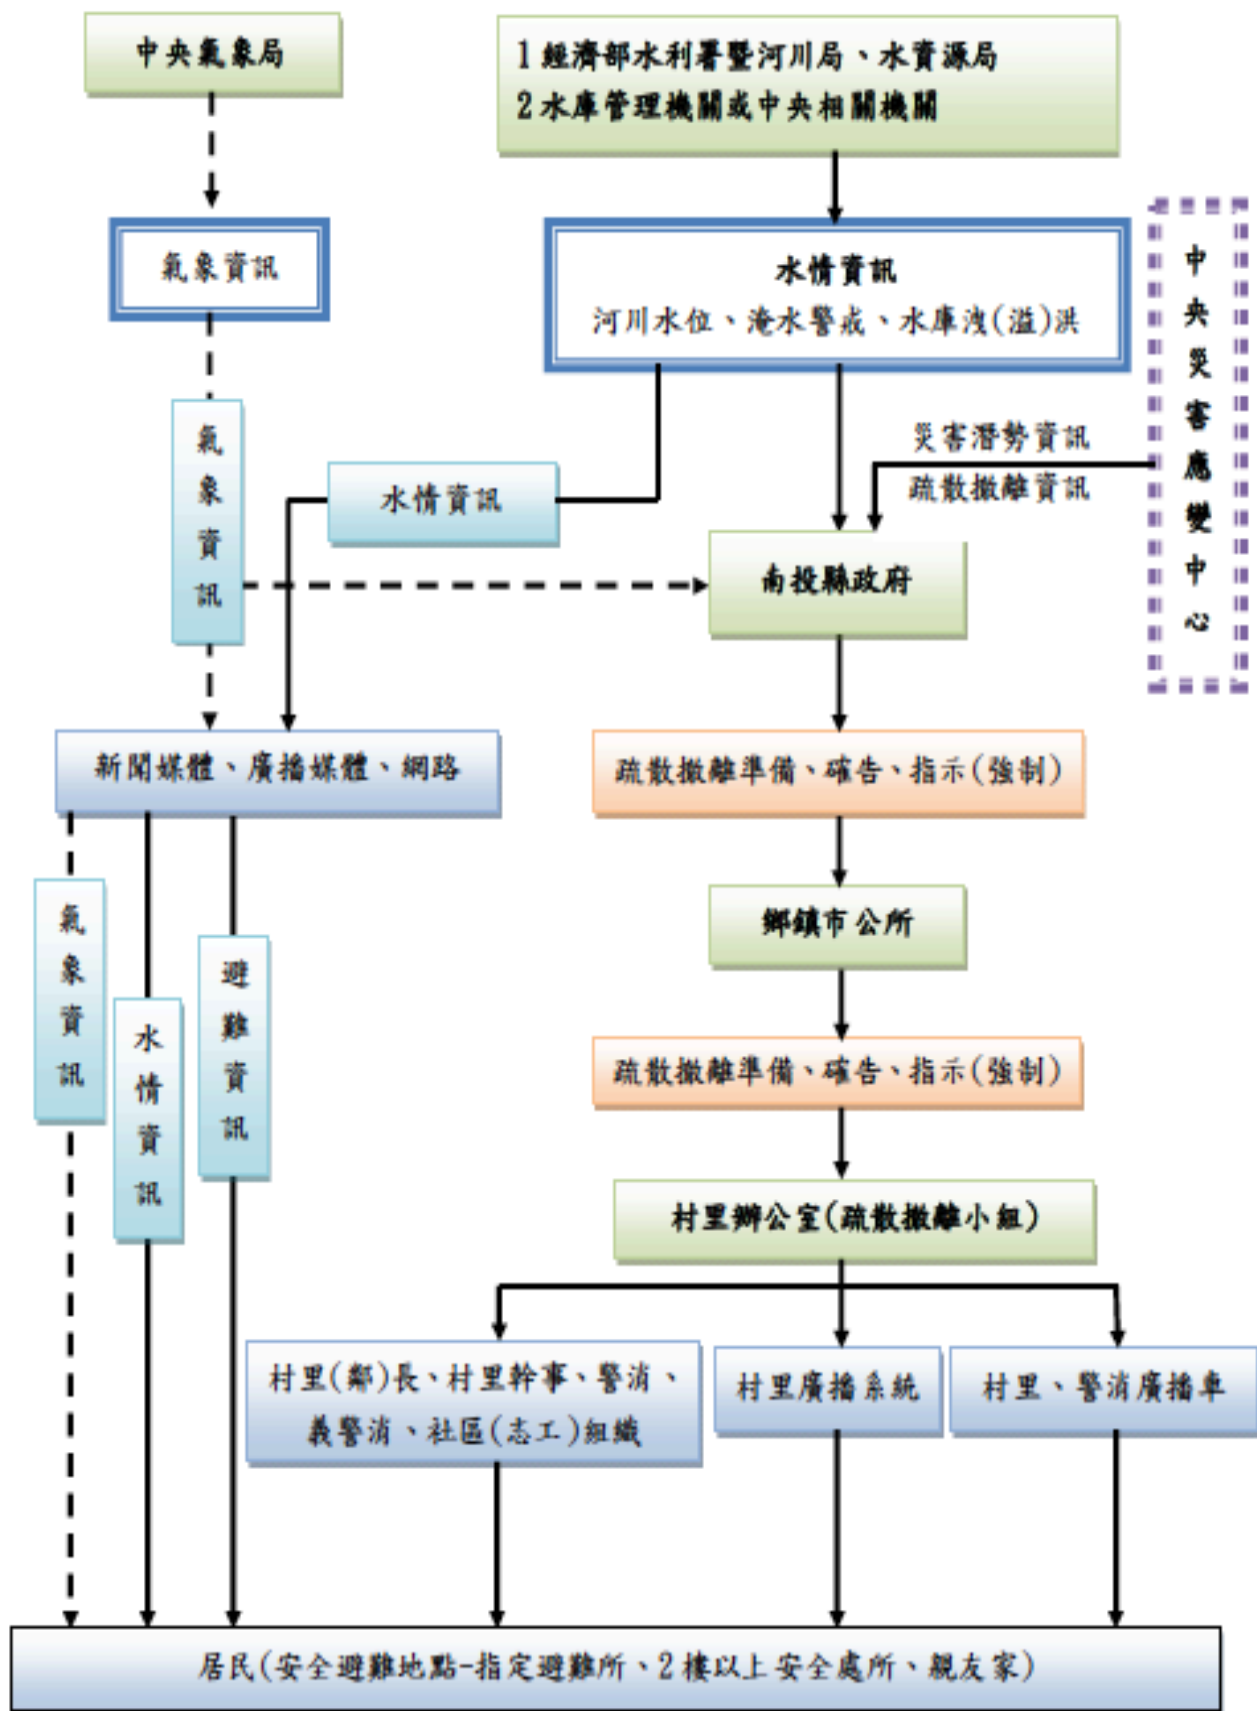 中央氣象局
1 經濟部水利署暨河川局、水資源局
2 水庫管理機關或中央相關機關
氣象資訊
水情資訊
河川水位、淹水警戒、水庫洩(溢)洪
中央災害應變中心
氣象資訊
水情資訊
災害潛勢資訊
疏散撤離資訊
南投縣政府
新聞媒體、廣播媒體、網路
疏散撤離準備、確告、指示(強制)
氣象資訊
水情資訊
避難資訊
鄉鎮市公所
疏散撤離準備、確告、指示(強制)
村里辦公室(疏散撤離小組)
村里(鄰)長、村里幹事、警消、
義警消、社區(志工)組織
村里廣播系統
村里、警消廣播車
居民(安全避難地點-指定避難所、2樓以上安全處所、親友家)